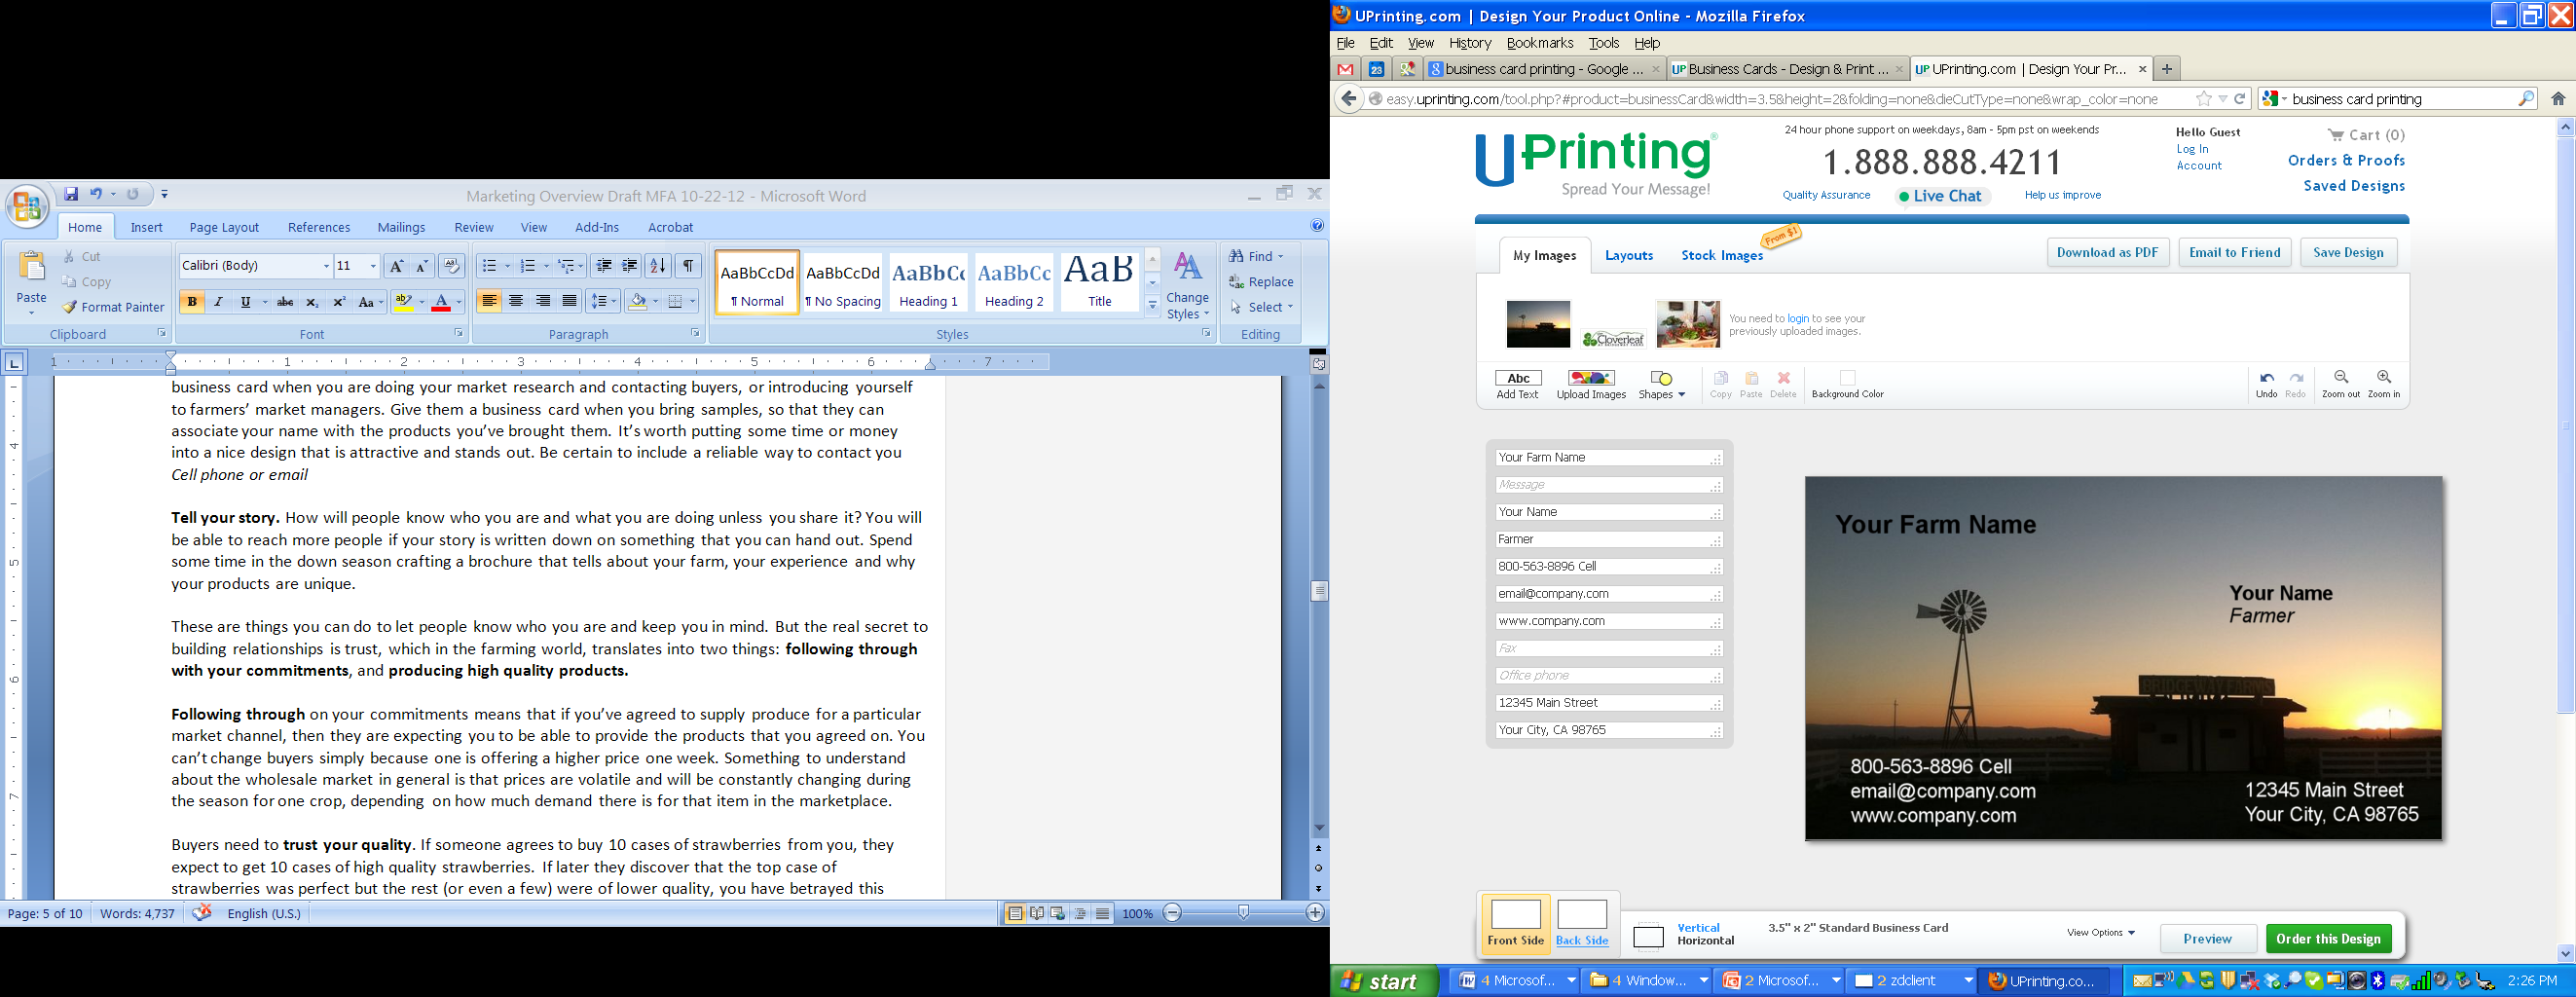 Marketing Overview Draft MFA 10-22-12 - Microsoft Word
Home Insert Page Layout References Mailings Review View Add-Ins Acrobat
Paste
Cut
Copy
Format Painter
Clipboard
Calibri (Body) 11
Font
Paragraph
AaBbCcDd AaBbCcDd AaBbCc AaBbCc AaB
¶ Normal ¶ No Spacing Heading 1 Heading 2 Title
Change Styles
Styles
Find
Replace
Select
Editing
1 1 2 3 4 5 6 7
business card when you are doing your market research and contacting buyers, or introducing yourself
to farmers’ market managers. Give them a business card when you bring samples, so that they can
associate your name with the products you’ve brought them. It’s worth putting some time or money
into a nice design that is attractive and stands out. Be certain to include a reliable way to contact you
Cell phone or email
Tell your story. How will people know who you are and what you are doing unless you share it? You will
be able to reach more people if your story is written down on something that you can hand out. Spend
some time in the down season crafting a brochure that tells about your farm, your experience and why
your products are unique.
These are things you can do to let people know who you are and keep you in mind. But the real secret to
building relationships is trust, which in the farming world, translates into two things: following through
with your commitments, and producing high quality products.
Following through on your commitments means that if you’ve agreed to supply produce for a particular
market channel, then they are expecting you to be able to provide the products that you agreed on. You
can’t change buyers simply because one is offering a higher price one week. Something to understand
about the wholesale market in general is that prices are volatile and will be constantly changing during
the season for one crop, depending on how much demand there is for that item in the marketplace.
Buyers need to trust your quality. If someone agrees to buy 10 cases of strawberries from you, they
expect to get 10 cases of high quality strawberries. If later they discover that the top case of
strawberries was perfect but the rest (or even a few) were of lower quality, you have betrayed this
4
5
6
7
Page: 5 of 10 Words: 4,737 English (U.S.) 100%
UPrinting.com | Design Your Product Online - Mozilla Firefox
File Edit View History Bookmarks Tools Help
23 business card printing - Google ... UP Business Cards - Design & Print ... UP UPrinting.com | Design Your Pr...
easy.uprinting.com/tool.php?#product=businessCard&width=3.5&height=2&folding=none&dieCutType=none&wrap_color=none business card printing
UPrinting®
Spread Your Message!
24 hour phone support on weekdays, 8am - 5pm pst on weekends
1.888.888.4211
Quality Assurance Live Chat Help us improve
Hello Guest
Log In
Account
Cart (0)
Orders & Proofs
Saved Designs
My Images Layouts Stock Images From $1
Download as PDF Email to Friend Save Design
Cloverleaf
You need to login to see your
previously uploaded images.
Abc
Add Text Upload Images Shapes Copy Paste Delete Background Color Undo Redo Zoom out Zoom in
Your Farm Name
Message
Your Name
Farmer
800-563-8896 Cell
email@company.com
www.company.com
Fax
Office phone
12345 Main Street
Your City, CA 98765
Your Farm Name
Your Name
Farmer
800-563-8896 Cell
email@company.com
www.company.com
12345 Main Street
Your City, CA 98765
Front Side Back Side
Vertical
Horizontal
3.5" x 2" Standard Business Card
View Options Preview Order this Design
start 4 Microsof... 4 Window... 2 Microsof... 2 zdclient UPrinting.co... 2:26 PM